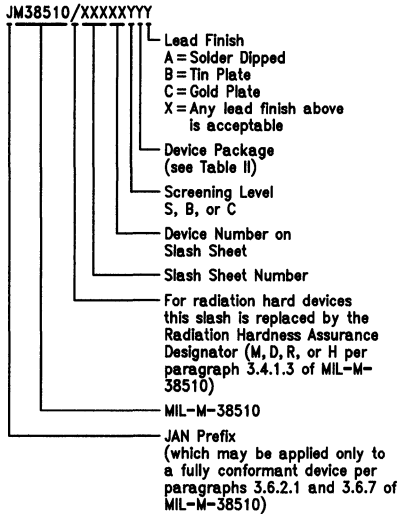 JM38510/XXXXXYYY
Lead Finish
A = Solder Dipped
B = Tin Plate
C = Gold Plate
X = Any lead finish above
is acceptable
Device Package
(see Table II)
Screening Level
S, B, or C
Device Number on
Slash Sheet
Slash Sheet Number
For radiation hard devices
this slash is replaced by the
Radiation Hardness Assurance
Designator (M, D, R, or H per
paragraph 3.4.1.3 of MIL-M-
38510)
MIL-M-38510
JAN Prefix
(which may be applied only to
a fully conformant device per
paragraphs 3.6.2.1 and 3.6.7 of
MIL-M-38510)